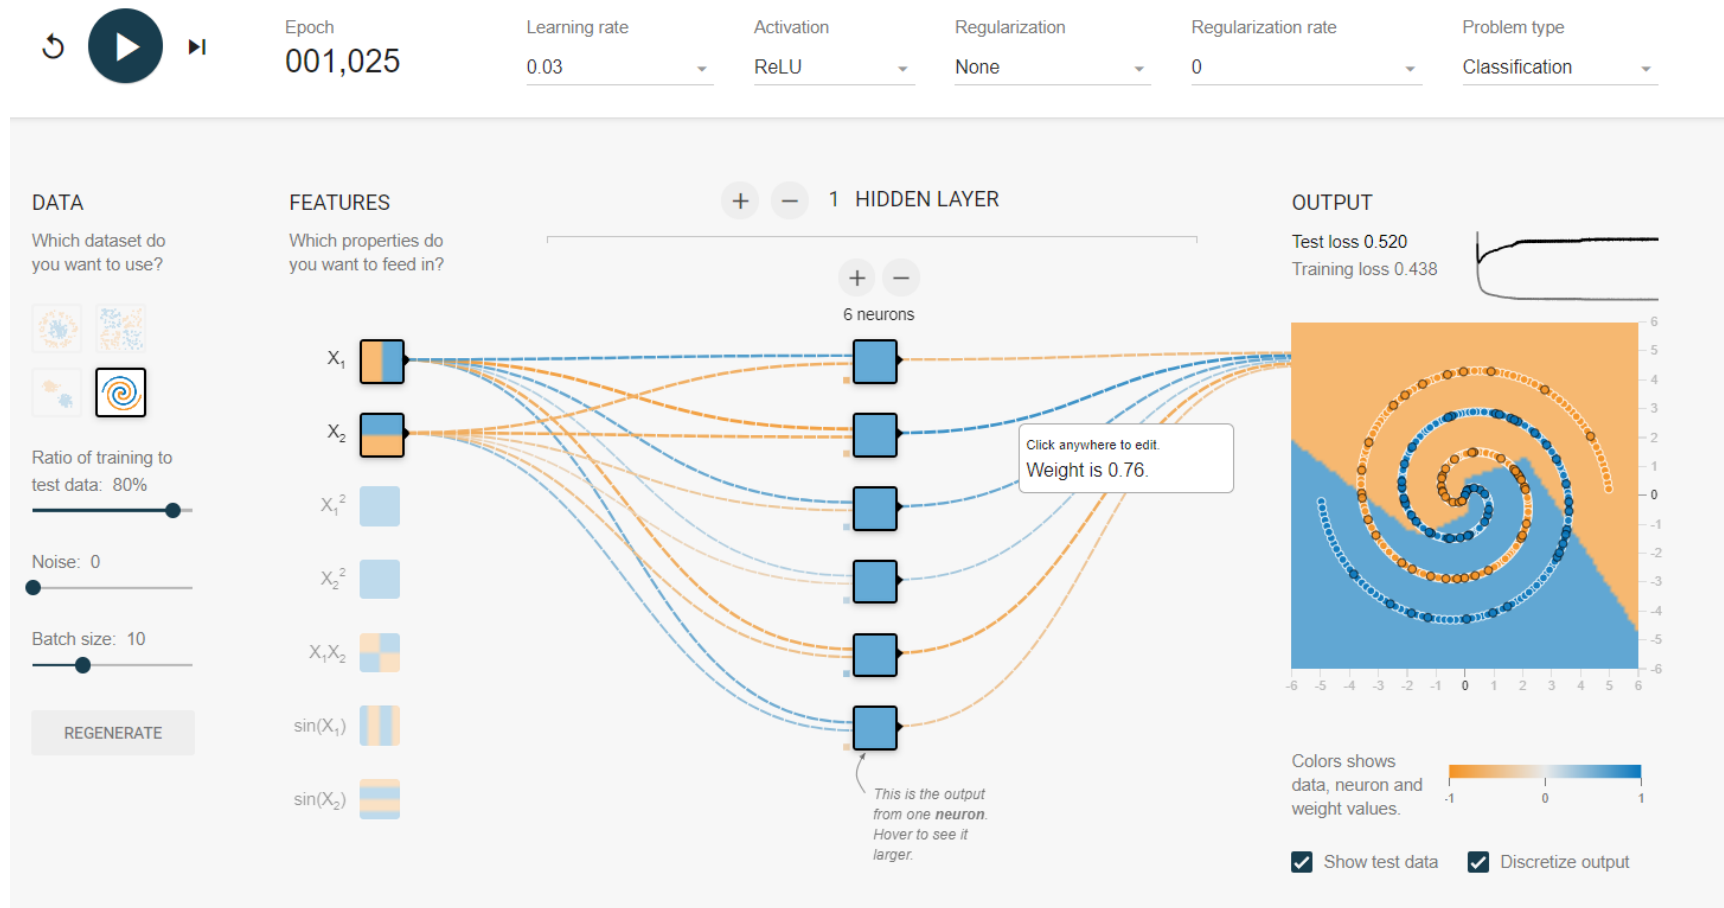 Epoch
001,025
Learning rate
0.03
Activation
ReLU
Regularization
None
Regularization rate
0
Problem type
Classification
DATA
Which dataset do
you want to use?
Ratio of training to
test data: 80%
Noise: 0
Batch size: 10
REGENERATE
FEATURES
Which properties do
you want to feed in?
X1
X2
X1²
X2²
X1X2
sin(X1)
sin(X2)
+ − 1 HIDDEN LAYER
+ −
6 neurons
Click anywhere to edit.
Weight is 0.76.
This is the output
from one neuron.
Hover to see it
larger.
OUTPUT
Test loss 0.520
Training loss 0.438
6
5
4
3
2
1
0
-1
-2
-3
-4
-5
-6
-6 -5 -4 -3 -2 -1 0 1 2 3 4 5 6
Colors shows
data, neuron and
weight values.
-1 0 1
Show test data
Discretize output